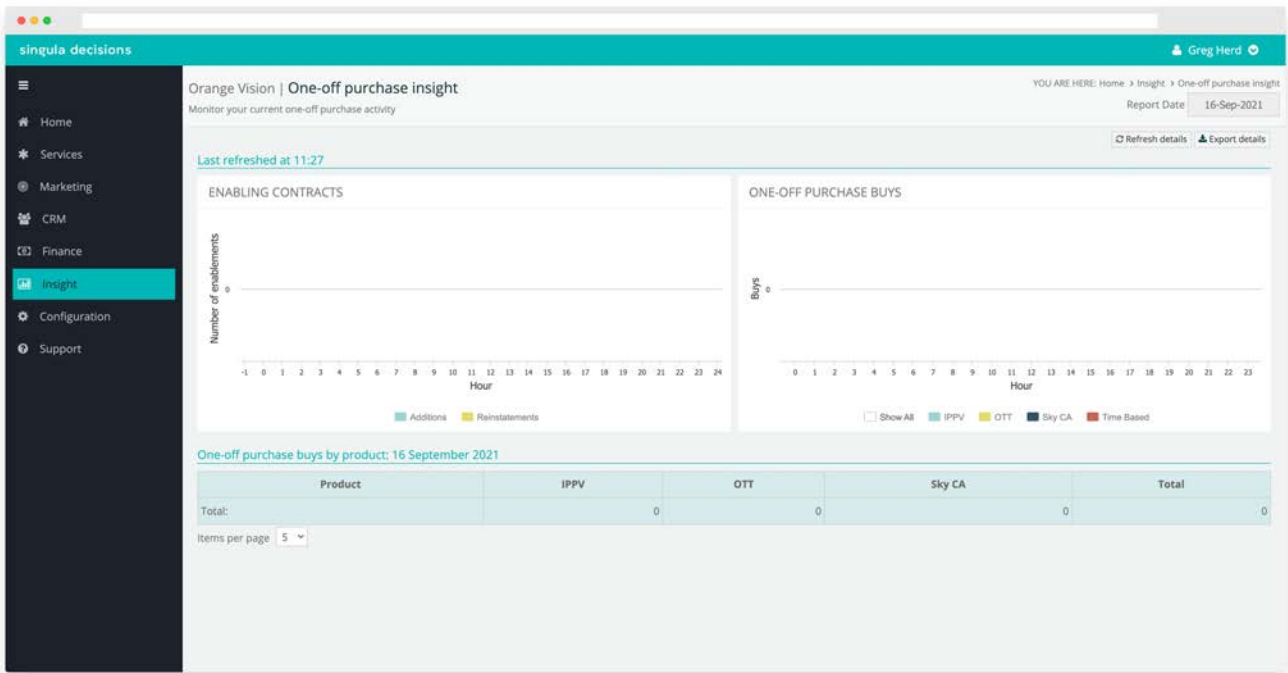 singula decisions
Greg Herd
Orange Vision | One-off purchase insight
YOU ARE HERE: Home > Insight > One-off purchase insight
Monitor your current one-off purchase activity
Report Date 16-Sep-2021
Home
Services
Marketing
CRM
Finance
Insight
Configuration
Support
Refresh details Export details
Last refreshed at 11:27
ENABLING CONTRACTS
Number of enablements
0
-1 0 1 2 3 4 5 6 7 8 9 10 11 12 13 14 15 16 17 18 19 20 21 22 23 24
Hour
Additions Reinstatements
ONE-OFF PURCHASE BUYS
Buys
0
0 1 2 3 4 5 6 7 8 9 10 11 12 13 14 15 16 17 18 19 20 21 22 23
Hour
Show All IPPV OTT Sky CA Time Based
One-off purchase buys by product: 16 September 2021
Product IPPV OTT Sky CA Total
Total: 0 0 0 0
Items per page 5